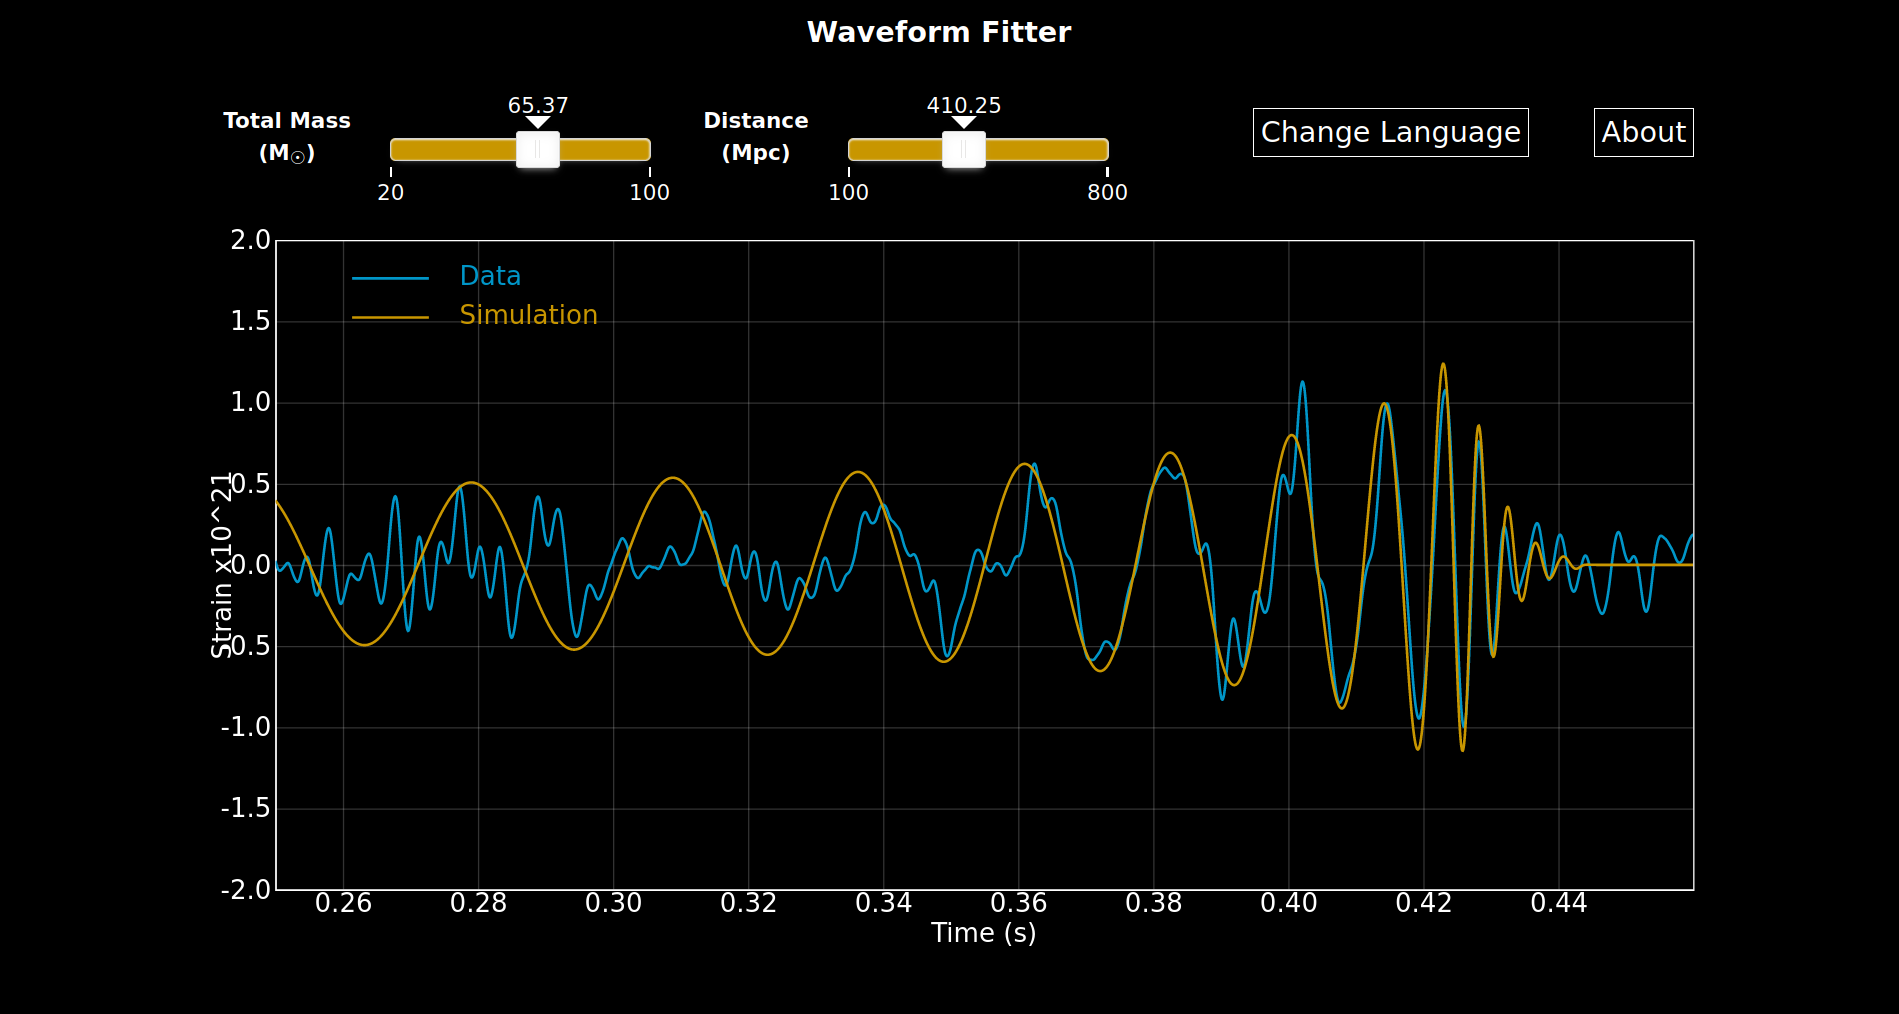 Waveform Fitter
Total Mass
(M☉)
65.37
20
100
Distance
(Mpc)
410.25
100
800
Change Language
About
Data
Simulation
2.0
1.5
1.0
0.5
0.0
-0.5
-1.0
-1.5
-2.0
Strain x10^21
0.26
0.28
0.30
0.32
0.34
0.36
0.38
0.40
0.42
0.44
Time (s)